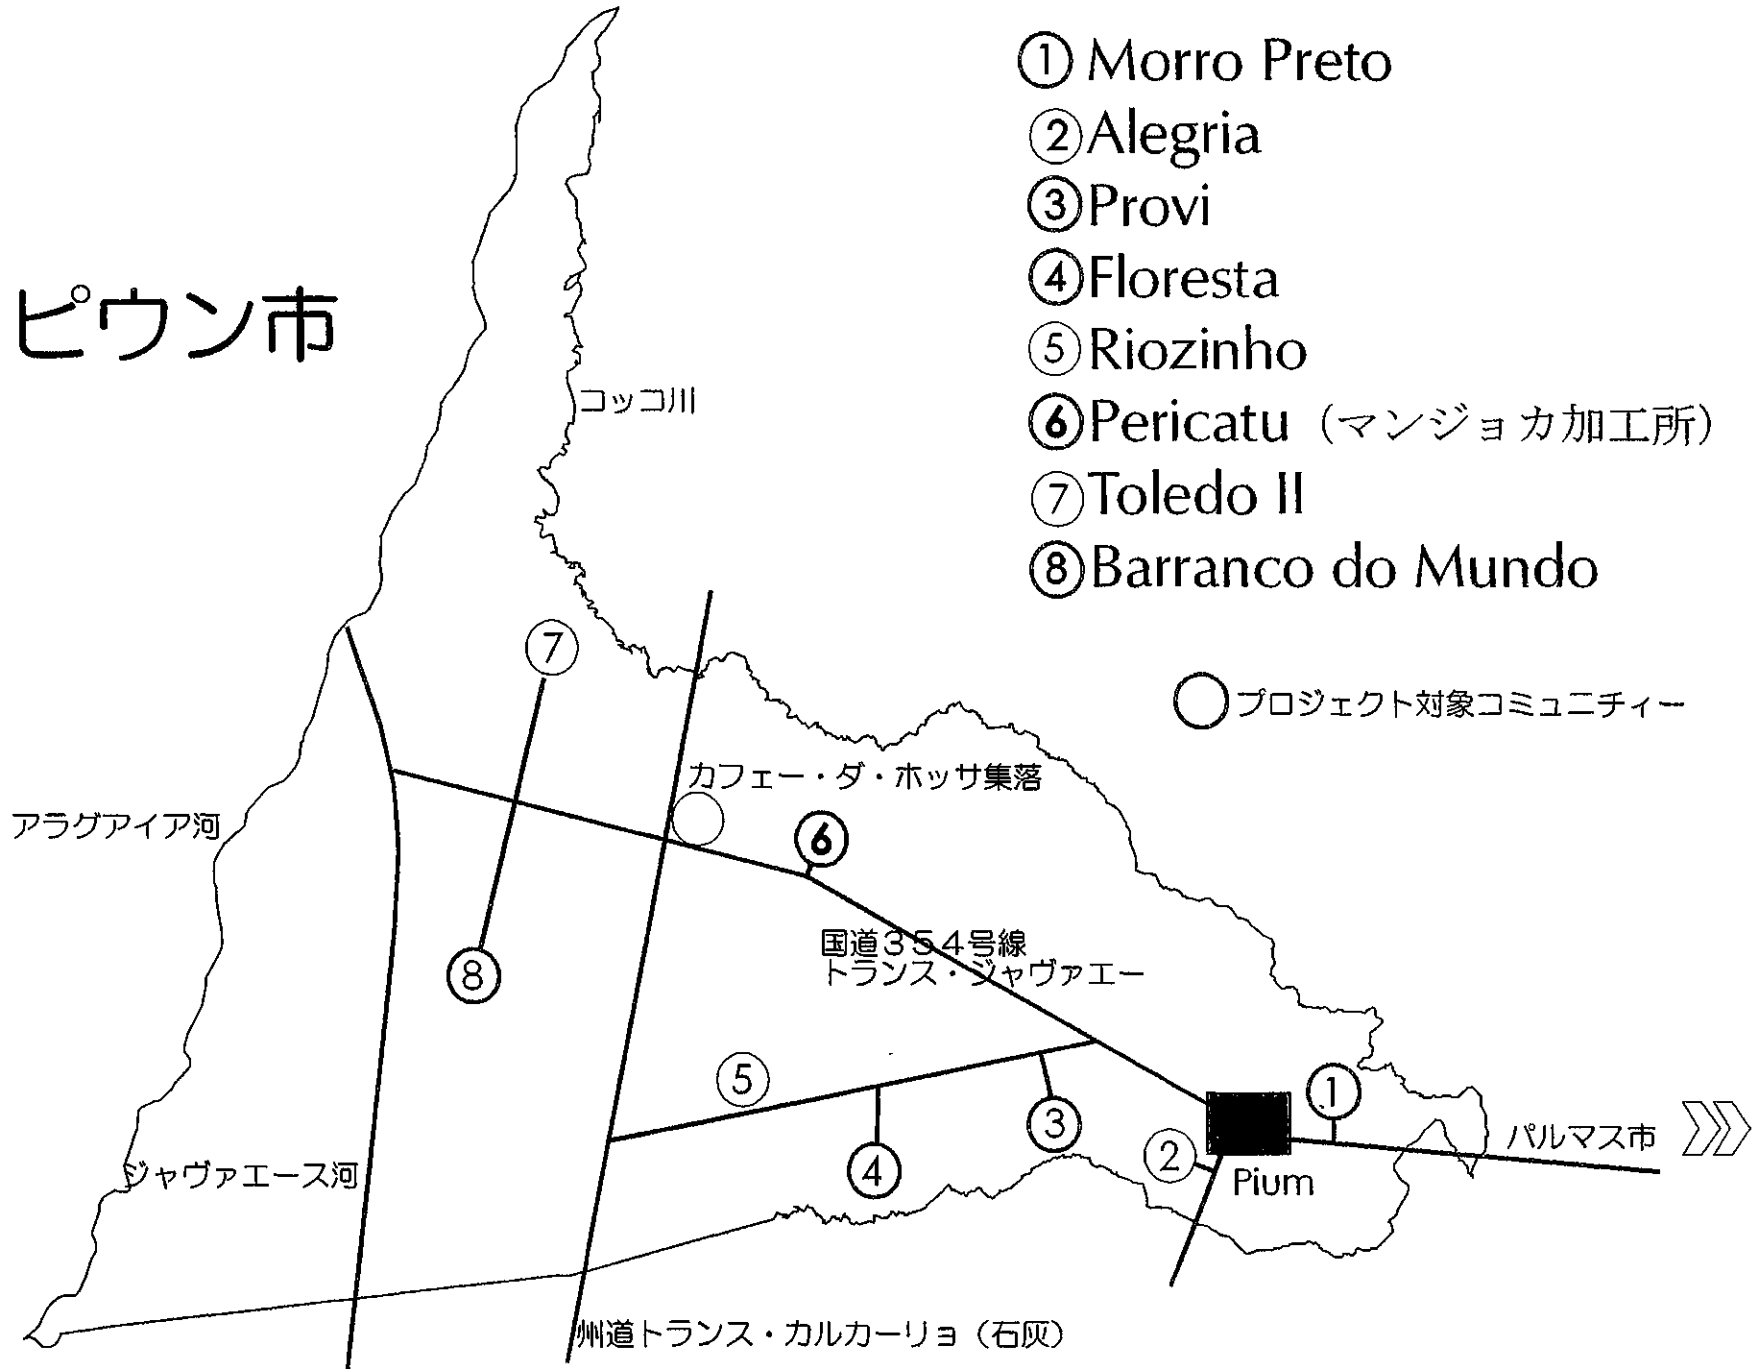 ① Morro Preto
② Alegria
③ Provi
④ Floresta
⑤ Riozinho
⑥ Pericatu (マンジョカ加工所)
⑦ Toledo II
⑧ Barranco do Mundo
ピウン市
コッコ川
⑦
プロジェクト対象コミュニティー
カフェー・ダ・ホッサ集落
アラグアイア河
⑥
国道354号線
トランス・ジャヴァエー
⑧
⑤
①
③
パルマス市
②
④
ジャヴァエース河
Pium
州道トランス・カルカーリョ(石灰)